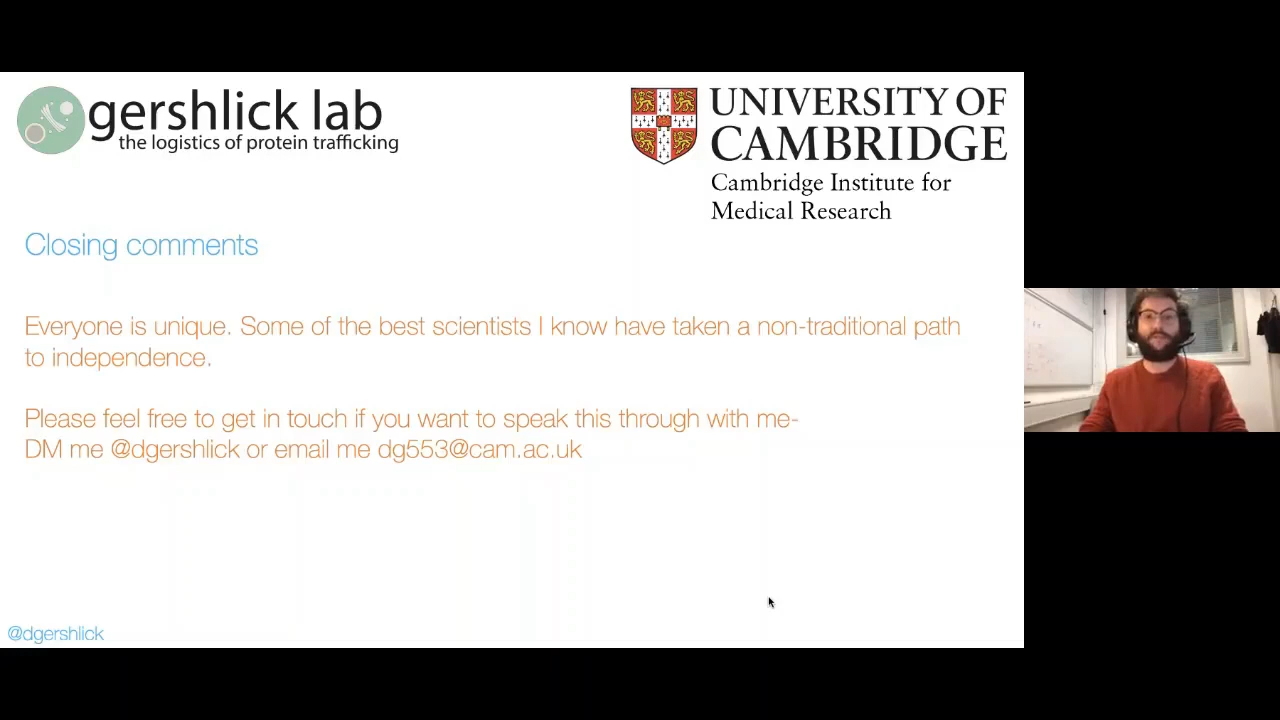 gershlick lab
the logistics of protein trafficking
UNIVERSITY OF
CAMBRIDGE
Cambridge Institute for
Medical Research
Closing comments
Everyone is unique. Some of the best scientists I know have taken a non-traditional path
to independence.
Please feel free to get in touch if you want to speak this through with me-
DM me @dgershlick or email me dg553@cam.ac.uk
@dgershlick